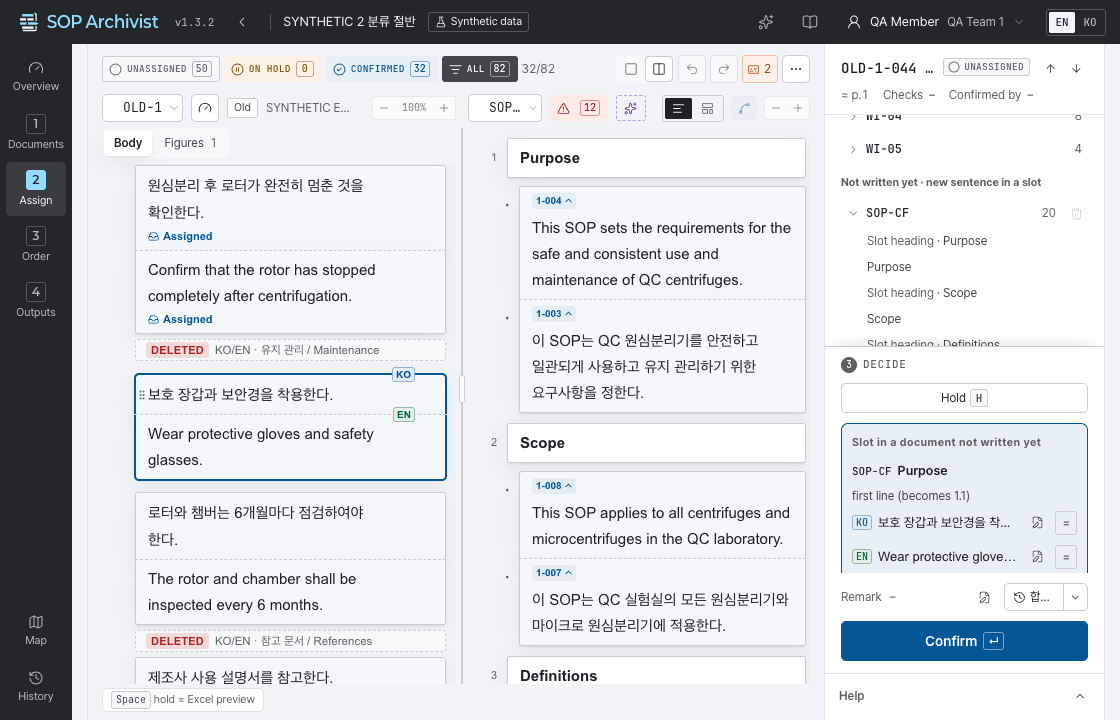 SOP Archivist v1.3.2
SYNTHETIC 2 분류 절반
Synthetic data
QA Member QA Team 1
EN KO
Overview
1
Documents
2
Assign
3
Order
4
Outputs
Map
History
UNASSIGNED 50
ON HOLD 0
CONFIRMED 32
ALL 82
32/82
2
OLD-1
Old
SYNTHETIC E...
100%
SOP...
12
Body
Figures 1
원심분리 후 로터가 완전히 멈춘 것을
확인한다.
Assigned
Confirm that the rotor has stopped
completely after centrifugation.
Assigned
DELETED KO/EN · 유지 관리 / Maintenance
KO
보호 장갑과 보안경을 착용한다.
EN
Wear protective gloves and safety
glasses.
로터와 챔버는 6개월마다 점검하여야
한다.
The rotor and chamber shall be
inspected every 6 months.
DELETED KO/EN · 참고 문서 / References
제조사 사용 설명서를 참고한다.
Space hold = Excel preview
1 Purpose
1-004
This SOP sets the requirements for the
safe and consistent use and
maintenance of QC centrifuges.
1-003
이 SOP는 QC 원심분리기를 안전하고
일관되게 사용하고 유지 관리하기 위한
요구사항을 정한다.
2 Scope
1-008
This SOP applies to all centrifuges and
microcentrifuges in the QC laboratory.
1-007
이 SOP는 QC 실험실의 모든 원심분리기와
마이크로 원심분리기에 적용한다.
3 Definitions
OLD-1-044 ...
UNASSIGNED
≈ p.1 Checks – Confirmed by –
WI-04 8
WI-05 4
Not written yet · new sentence in a slot
SOP-CF 20
Slot heading · Purpose
Purpose
Slot heading · Scope
Scope
Slot heading · Definitions
3 DECIDE
Hold H
Slot in a document not written yet
SOP-CF Purpose
first line (becomes 1.1)
KO 보호 장갑과 보안경을 착...
=
EN Wear protective glove...
=
Remark –
합...
Confirm
Help